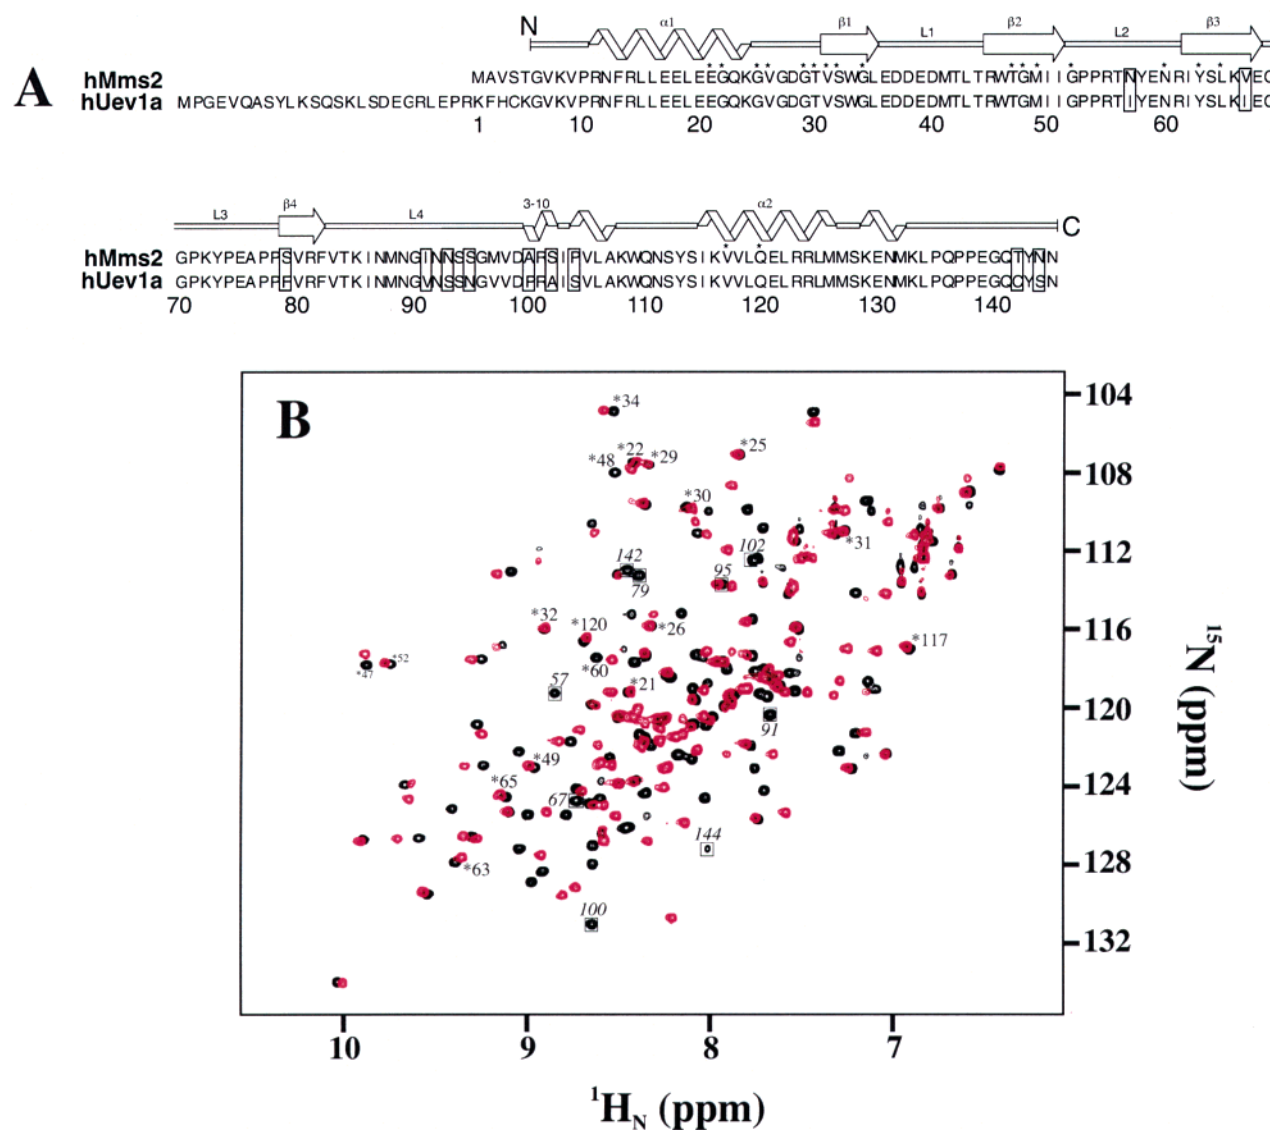 A
N α1 β1 L1 β2 L2 β3
hMms2 MAVSTGVKVPRNFRLLEELEEGQKGVGDGTVSWGLEDDEDMTLTRWTGMIIGPPRTNYENRIYSLKVEC
hUev1a MPGEVQASYLKSQSKLSDEGRLEPRKFHCKGVKVPRNFRLLEELEEGQKGVGDGTVSWGLEDDEDMTLTRWTGMIIGPPRTIYENRIYSLKIEC
1 10 20 30 40 50 60
L3 β4 L4 3-10 α2 C
hMms2 GPKYPEAPPSVRFVTKINMNGINNSSGMVDARSIPVLAKWQNSYSIKVVLQELRRLMMSKENMKLPQPPEGQTYNN
hUev1a GPKYPEAPPFVRFVTKINMNGVNSSNGVVDPRAISVLAKWQNSYSIKVVLQELRRLMMSKENMKLPQPPEGQCYSN
70 80 90 100 110 120 130 140
B
*34
*22
*48 *29 *25
*30
*31
142 102
79 95
*32 *120 *26 *117
*47 *52 *60
57 *21
91
*49
*65 67
144
*63
100
104
108
112
116
120
124
128
132
15N (ppm)
10 9 8 7
1HN (ppm)